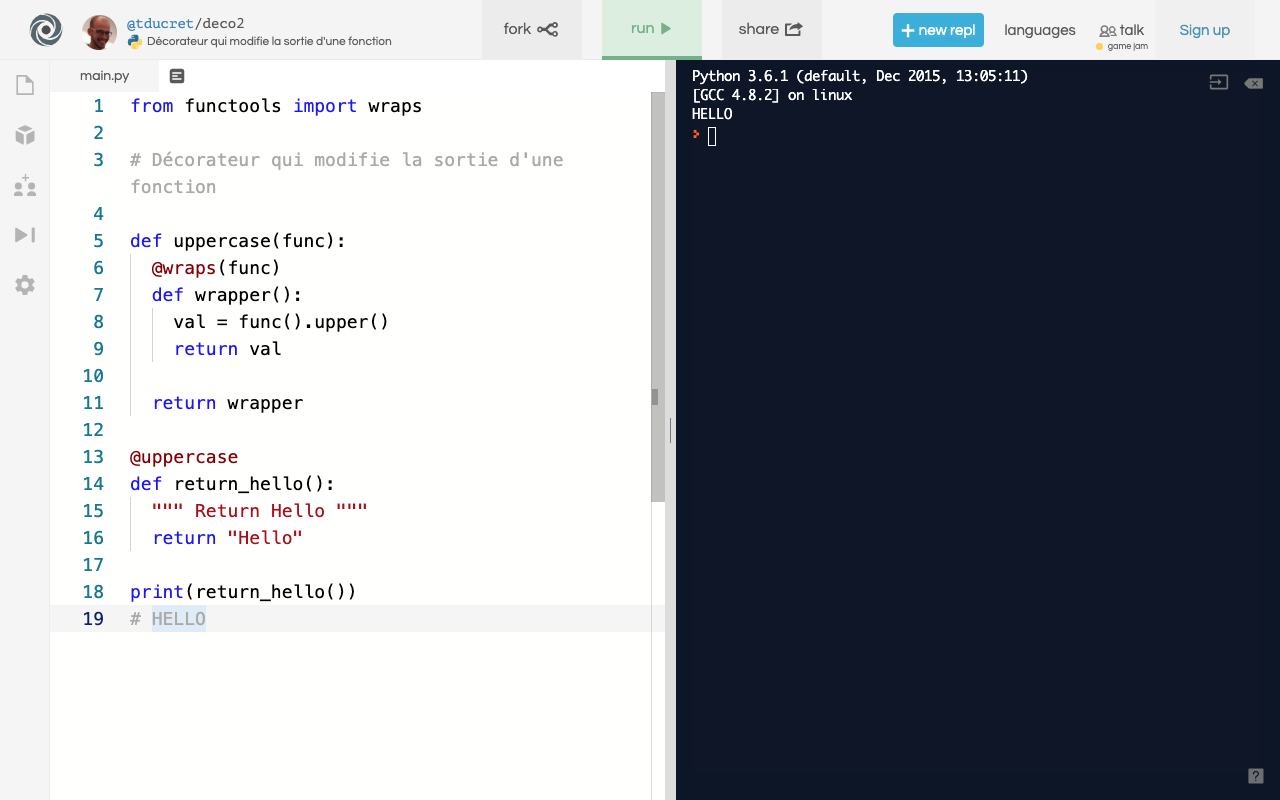 @tducret/deco2
Décorateur qui modifie la sortie d'une fonction
fork
run
share
+ new repl
languages
talk
game jam
Sign up
main.py
1 from functools import wraps
2
3 # Décorateur qui modifie la sortie d'une
fonction
4
5 def uppercase(func):
6 @wraps(func)
7 def wrapper():
8 val = func().upper()
9 return val
10
11 return wrapper
12
13 @uppercase
14 def return_hello():
15 """ Return Hello """
16 return "Hello"
17
18 print(return_hello())
19 # HELLO
Python 3.6.1 (default, Dec 2015, 13:05:11)
[GCC 4.8.2] on linux
HELLO
?